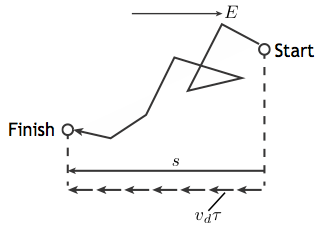 E
Start
Finish
s
v_d τ